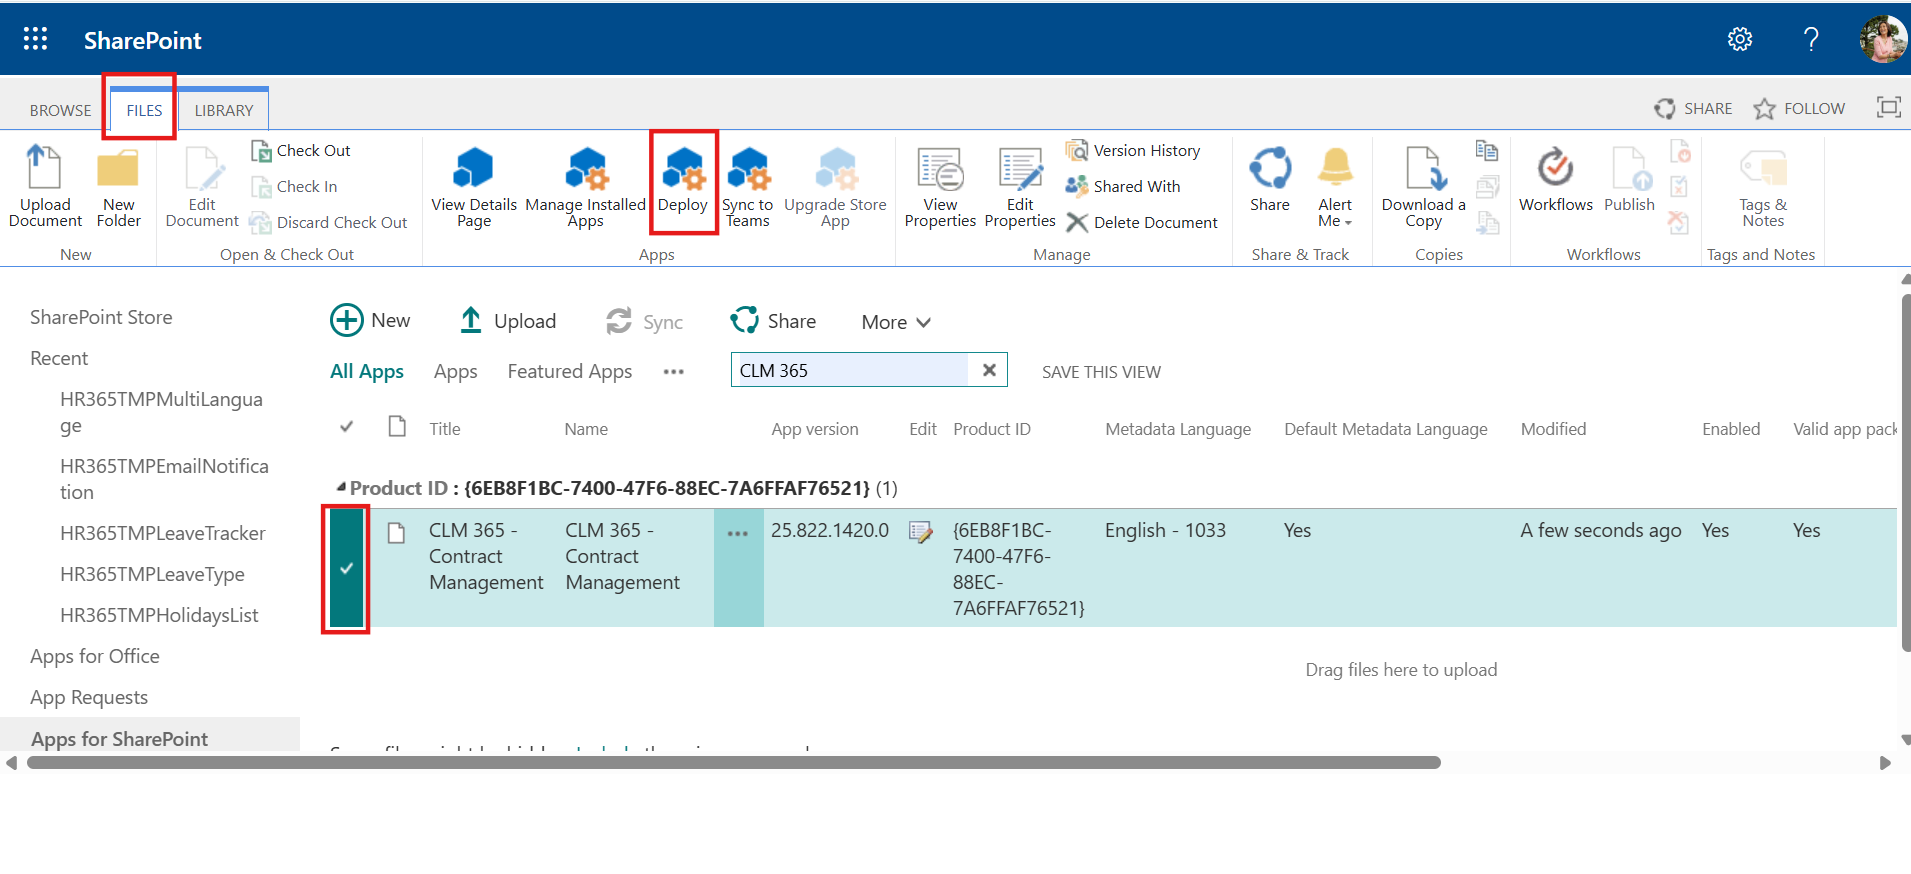 SharePoint
BROWSE
FILES
LIBRARY
SHARE
FOLLOW
Upload Document
New Folder
New
Edit Document
Check Out
Check In
Discard Check Out
Open & Check Out
View Details Page
Manage Installed Apps
Deploy
Sync to Teams
Upgrade Store App
Apps
View Properties
Edit Properties
Version History
Shared With
Delete Document
Manage
Share
Alert Me
Share & Track
Download a Copy
Copies
Workflows
Publish
Workflows
Tags & Notes
Tags and Notes
SharePoint Store
Recent
HR365TMPMultiLangua
ge
HR365TMPEmailNotifica
tion
HR365TMPLeaveTracker
HR365TMPLeaveType
HR365TMPHolidaysList
Apps for Office
App Requests
Apps for SharePoint
New
Upload
Sync
Share
More
All Apps
Apps
Featured Apps
CLM 365
SAVE THIS VIEW
Title
Name
App version
Edit
Product ID
Metadata Language
Default Metadata Language
Modified
Enabled
Valid app pack
Product ID : {6EB8F1BC-7400-47F6-88EC-7A6FFAF76521} (1)
CLM 365 -
Contract
Management
CLM 365 -
Contract
Management
25.822.1420.0
{6EB8F1BC-
7400-47F6-
88EC-
7A6FFAF76521}
English - 1033
Yes
A few seconds ago
Yes
Yes
Drag files here to upload